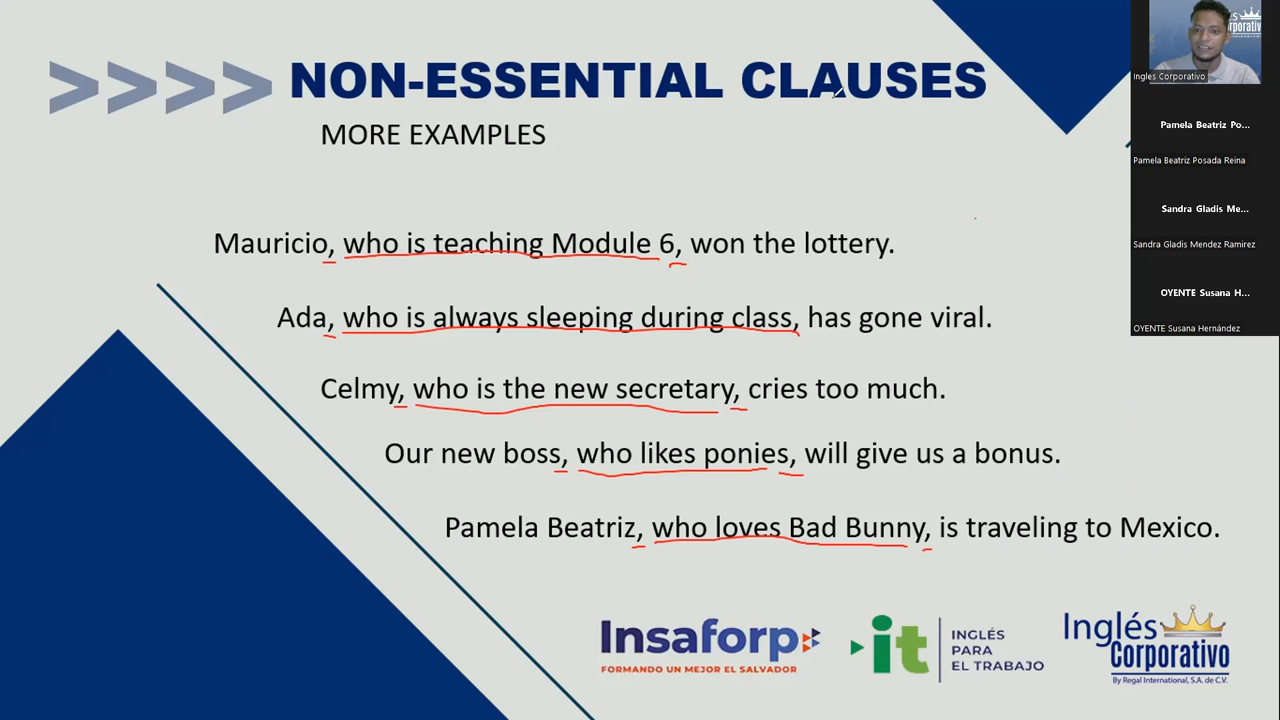 >>>> NON-ESSENTIAL CLAUSES
MORE EXAMPLES
Mauricio, who is teaching Module 6, won the lottery.
Ada, who is always sleeping during class, has gone viral.
Celmy, who is the new secretary, cries too much.
Our new boss, who likes ponies, will give us a bonus.
Pamela Beatriz, who loves Bad Bunny, is traveling to Mexico.
Insaforp
FORMANDO UN MEJOR EL SALVADOR
it
INGLÉS
PARA
EL TRABAJO
Inglés
Corporativo
By Regal International, S.A. de C.V.
Ingles Corporativo
Pamela Beatriz Po...
Pamela Beatriz Posada Reina
Sandra Gladis Me...
Sandra Gladis Mendez Ramirez
OYENTE Susana H...
OYENTE Susana Hernández